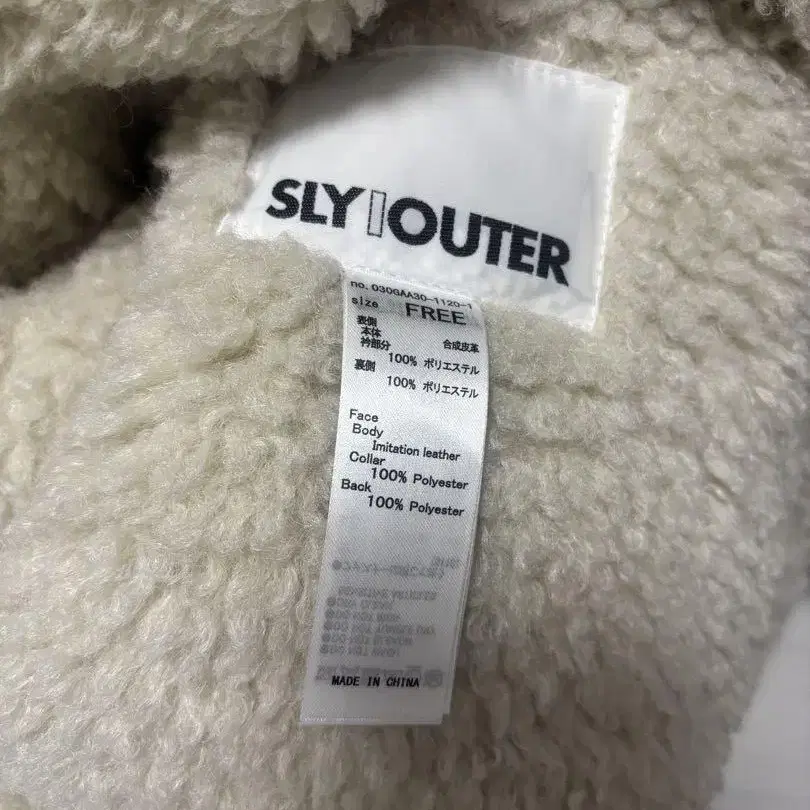 SLY OUTER
no. 030GAA30-1120-1
size FREE
表側
本体 合成皮革
衿部分
100% ポリエステル
裏側
100% ポリエステル
Face
Body
Imitation leather
Collar
100% Polyester
Back
100% Polyester
MADE IN CHINA